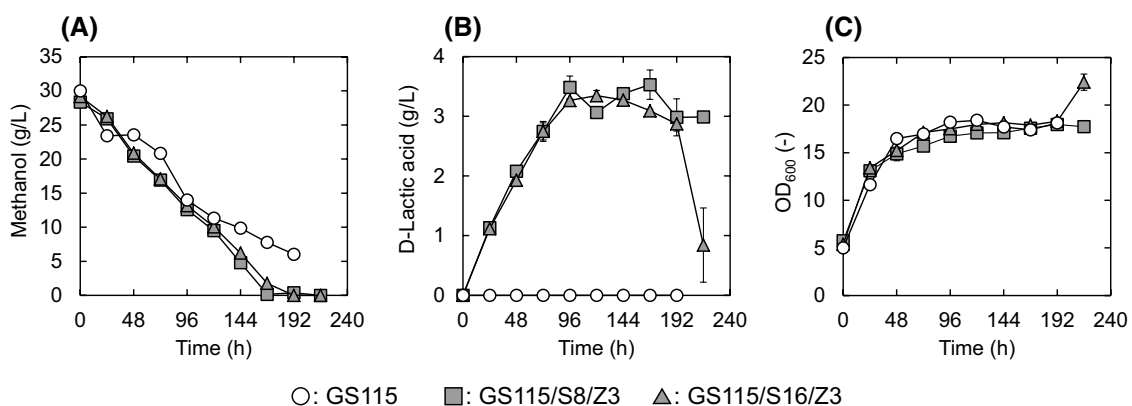 (A)
35
30
25
20
15
10
5
0
Methanol (g/L)
0 48 96 144 192 240
Time (h)
(B)
4
3
2
1
0
D-Lactic acid (g/L)
0 48 96 144 192 240
Time (h)
(C)
25
20
15
10
5
0
OD600 (-)
0 48 96 144 192 240
Time (h)
: GS115 : GS115/S8/Z3 : GS115/S16/Z3